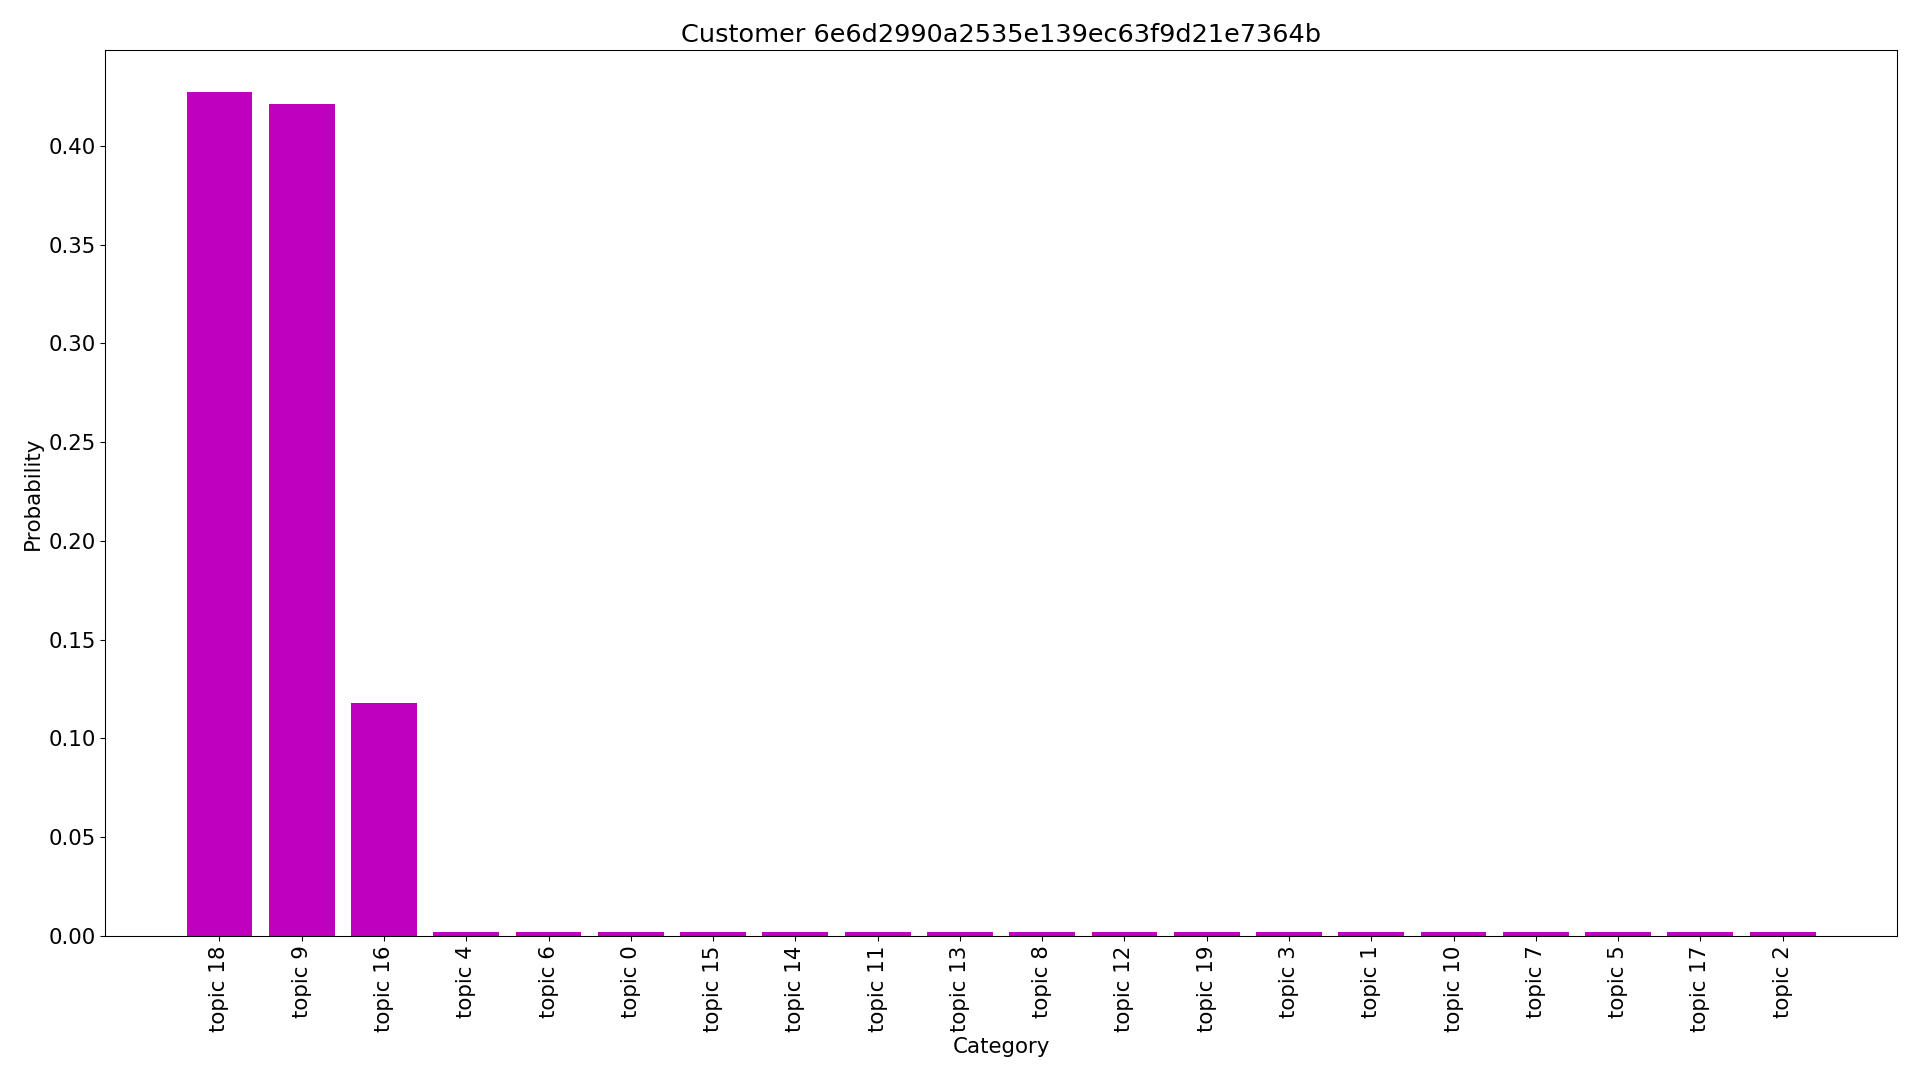 Customer 6e6d2990a2535e139ec63f9d21e7364b
Probability
0.40
0.35
0.30
0.25
0.20
0.15
0.10
0.05
0.00
topic 18
topic 9
topic 16
topic 4
topic 6
topic 0
topic 15
topic 14
topic 11
topic 13
topic 8
topic 12
topic 19
topic 3
topic 1
topic 10
topic 7
topic 5
topic 17
topic 2
Category